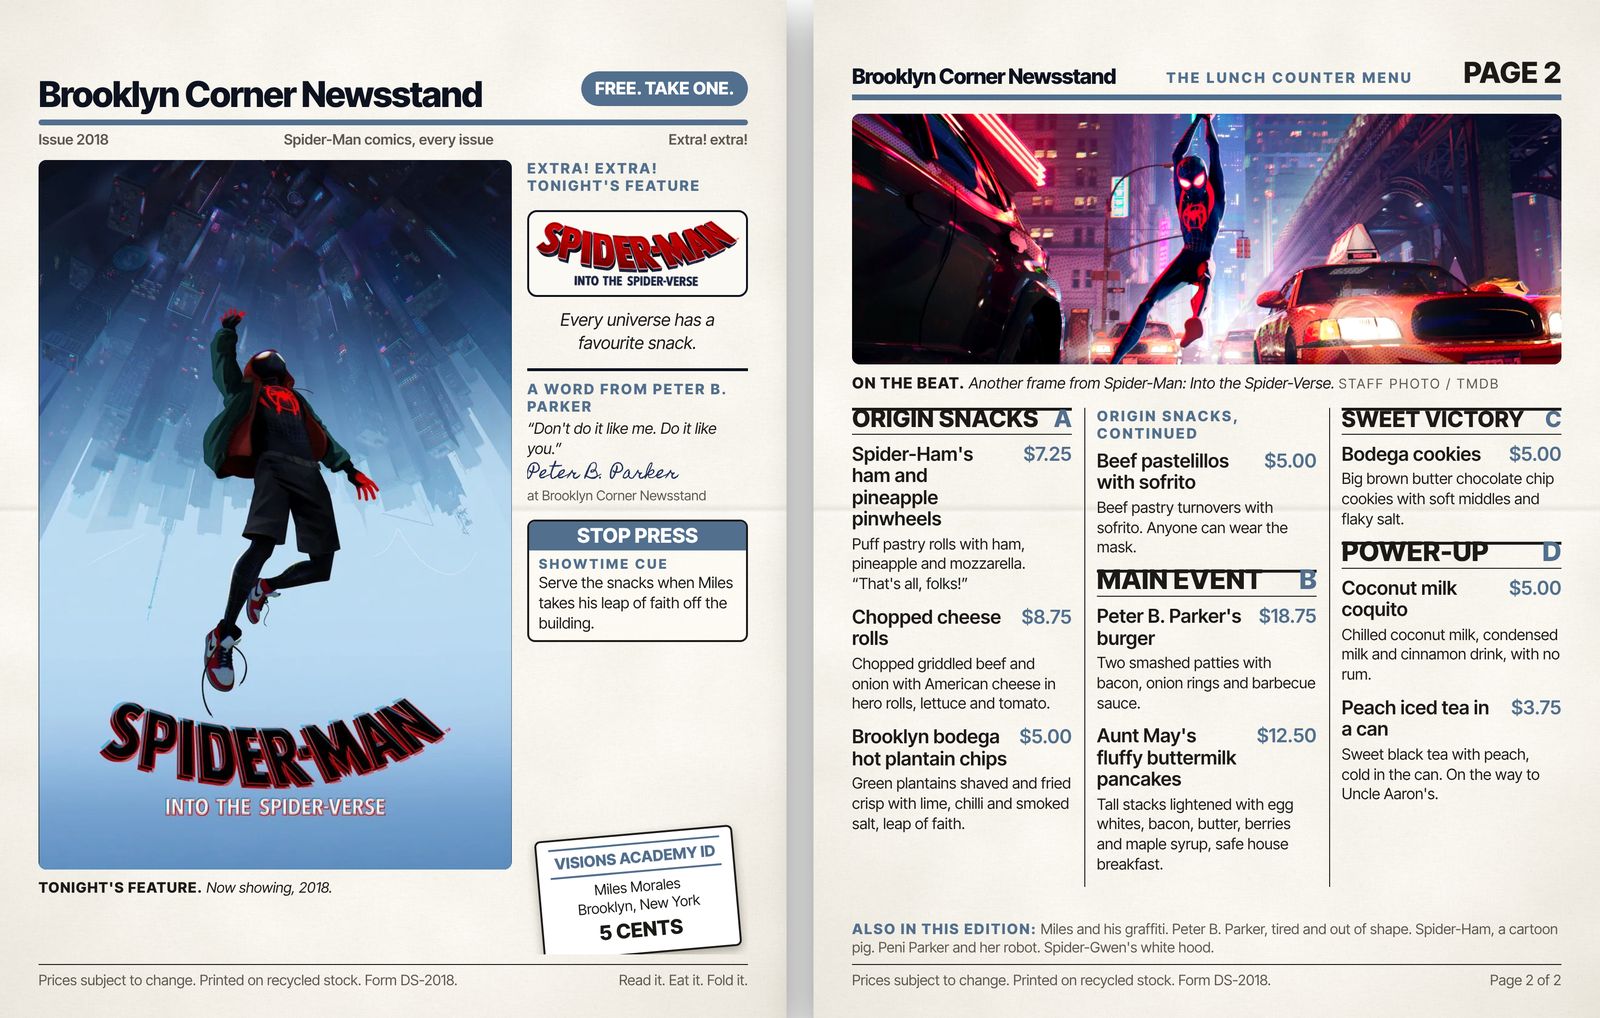 Brooklyn Corner Newsstand
FREE. TAKE ONE.
Issue 2018
Spider-Man comics, every issue
Extra! extra!
SPIDER-MAN
INTO THE SPIDER-VERSE
TONIGHT'S FEATURE. Now showing, 2018.
EXTRA! EXTRA!
TONIGHT'S FEATURE
SPIDER-MAN
INTO THE SPIDER-VERSE
Every universe has a
favourite snack.
A WORD FROM PETER B.
PARKER
“Don't do it like me. Do it like
you.”
Peter B. Parker
at Brooklyn Corner Newsstand
STOP PRESS
SHOWTIME CUE
Serve the snacks when Miles
takes his leap of faith off the
building.
VISIONS ACADEMY ID
Miles Morales
Brooklyn, New York
5 CENTS
Prices subject to change. Printed on recycled stock. Form DS-2018.
Read it. Eat it. Fold it.
Brooklyn Corner Newsstand
THE LUNCH COUNTER MENU
PAGE 2
ON THE BEAT. Another frame from Spider-Man: Into the Spider-Verse. STAFF PHOTO / TMDB
ORIGIN SNACKS A
Spider-Ham's $7.25
ham and
pineapple
pinwheels
Puff pastry rolls with ham,
pineapple and mozzarella.
“That's all, folks!”
Chopped cheese $8.75
rolls
Chopped griddled beef and
onion with American cheese in
hero rolls, lettuce and tomato.
Brooklyn bodega $5.00
hot plantain chips
Green plantains shaved and fried
crisp with lime, chilli and smoked
salt, leap of faith.
ORIGIN SNACKS,
CONTINUED
Beef pastelillos $5.00
with sofrito
Beef pastry turnovers with
sofrito. Anyone can wear the
mask.
MAIN EVENT B
Peter B. Parker's $18.75
burger
Two smashed patties with
bacon, onion rings and barbecue
sauce.
Aunt May's $12.50
fluffy buttermilk
pancakes
Tall stacks lightened with egg
whites, bacon, butter, berries
and maple syrup, safe house
breakfast.
SWEET VICTORY C
Bodega cookies $5.00
Big brown butter chocolate chip
cookies with soft middles and
flaky salt.
POWER-UP D
Coconut milk $5.00
coquito
Chilled coconut milk, condensed
milk and cinnamon drink, with no
rum.
Peach iced tea in $3.75
a can
Sweet black tea with peach,
cold in the can. On the way to
Uncle Aaron's.
ALSO IN THIS EDITION: Miles and his graffiti. Peter B. Parker, tired and out of shape. Spider-Ham, a cartoon
pig. Peni Parker and her robot. Spider-Gwen's white hood.
Prices subject to change. Printed on recycled stock. Form DS-2018.
Page 2 of 2